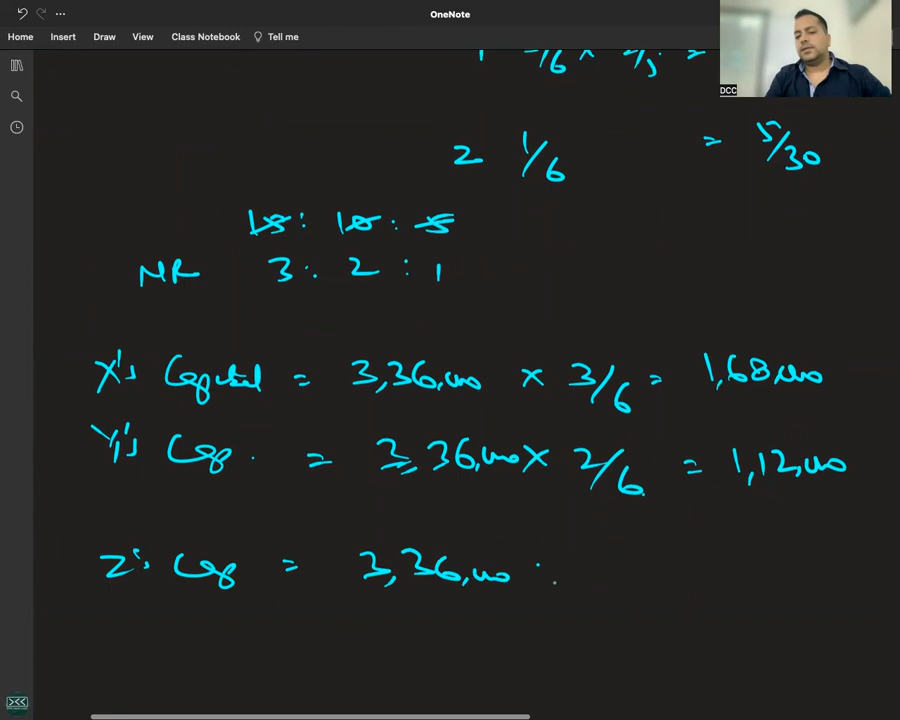 OneNote
Home Insert Draw View Class Notebook Tell me
DCC
2 1/6 = 5/30
15 : 10 : 5
NR 3 : 2 : 1
X's Capital = 3,36,000 x 3/6 = 1,68,000
Y's Cap. = 3,36,000 x 2/6 = 1,12,000
Z's Cap = 3,36,000